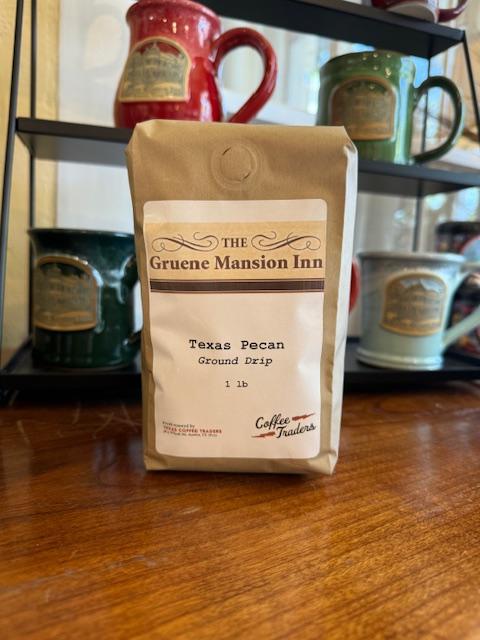 THE
Gruene Mansion Inn
Texas Pecan
Ground Drip
1 lb
TEXAS COFFEE TRADERS
Coffee
Traders